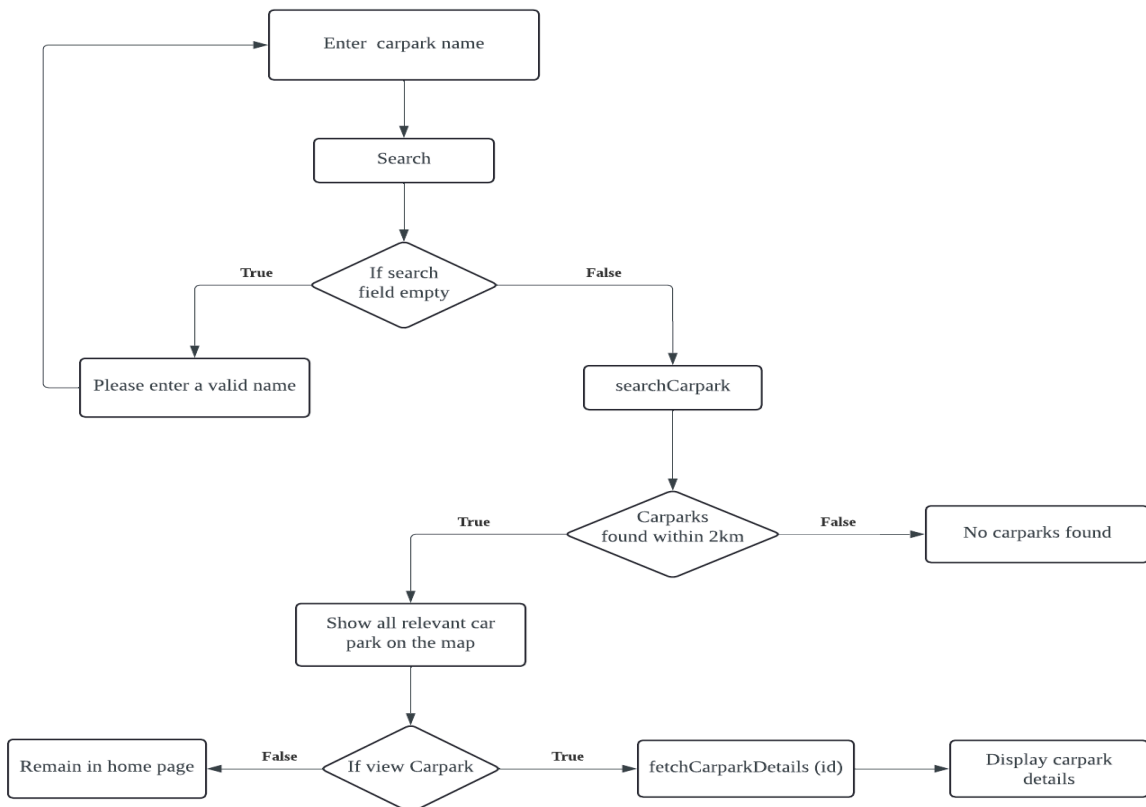 Enter carpark name
Search
True
If search
field empty
False
Please enter a valid name
searchCarpark
True
Carparks
found within 2km
False
No carparks found
Show all relevant car
park on the map
Remain in home page
False
If view Carpark
True
fetchCarparkDetails (id)
Display carpark
details